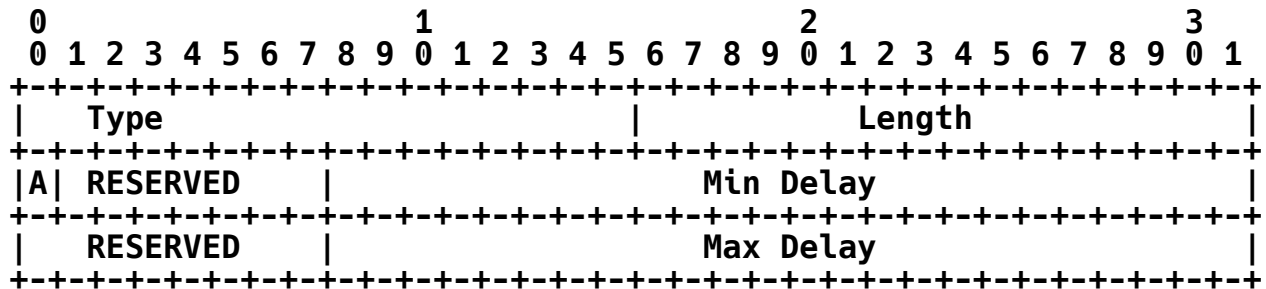 0                   1                   2                   3
 0 1 2 3 4 5 6 7 8 9 0 1 2 3 4 5 6 7 8 9 0 1 2 3 4 5 6 7 8 9 0 1
+-+-+-+-+-+-+-+-+-+-+-+-+-+-+-+-+-+-+-+-+-+-+-+-+-+-+-+-+-+-+-+-+
|   Type                        |           Length              |
+-+-+-+-+-+-+-+-+-+-+-+-+-+-+-+-+-+-+-+-+-+-+-+-+-+-+-+-+-+-+-+-+
|A| RESERVED    |                   Min Delay                   |
+-+-+-+-+-+-+-+-+-+-+-+-+-+-+-+-+-+-+-+-+-+-+-+-+-+-+-+-+-+-+-+-+
|   RESERVED    |                   Max Delay                   |
+-+-+-+-+-+-+-+-+-+-+-+-+-+-+-+-+-+-+-+-+-+-+-+-+-+-+-+-+-+-+-+-+